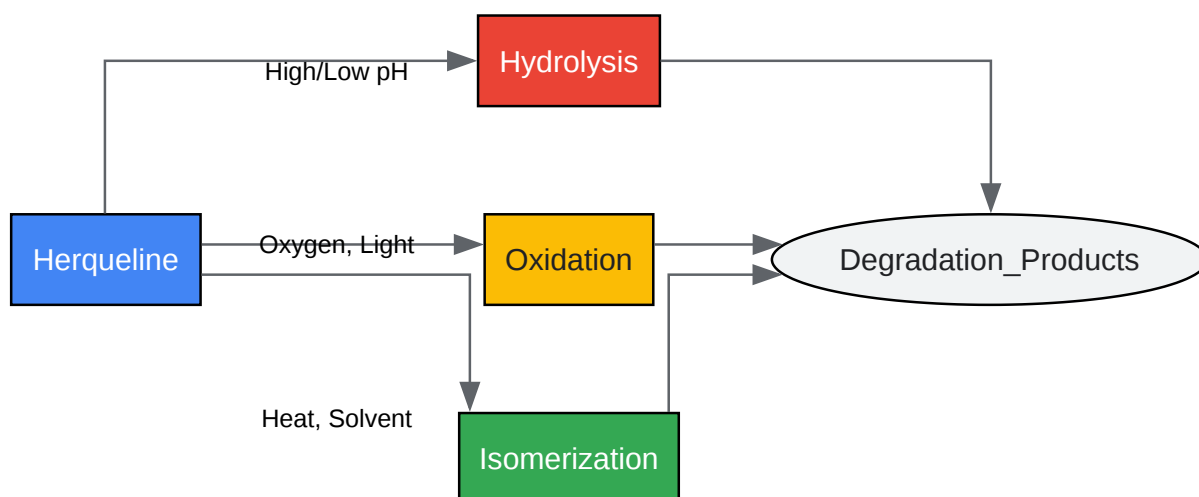 High/Low pH
Hydrolysis
Herqueline
Oxygen, Light
Oxidation
Degradation_Products
Heat, Solvent
Isomerization